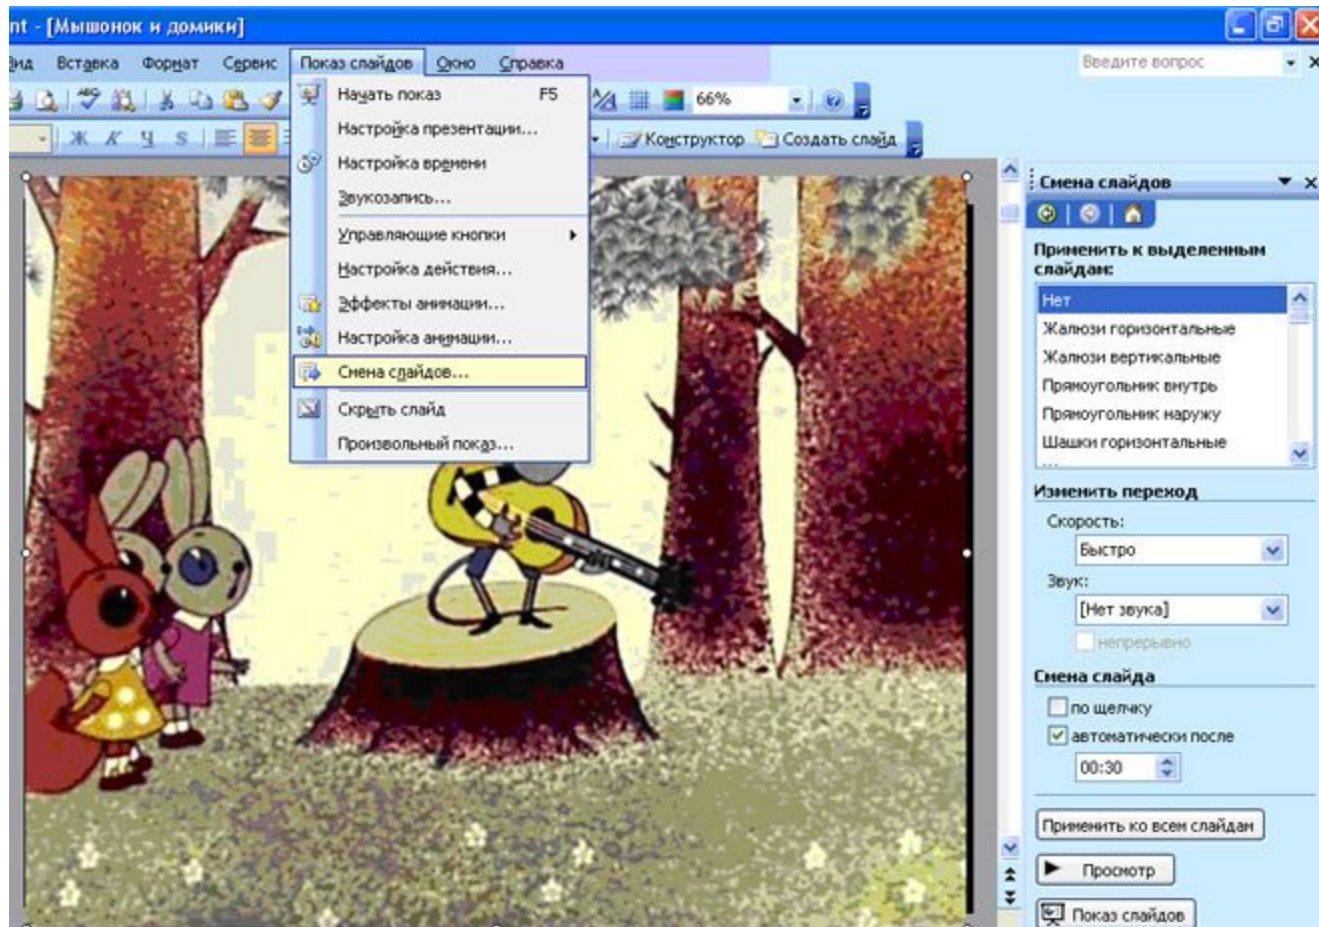 nt - [Мышонок и домики]
Вид Вставка Формат Сервис Показ слайдов Окно Справка Введите вопрос
66%
Ж К Ч S Конструктор Создать слайд
Начать показ F5
Настройка презентации...
Настройка времени
Звукозапись...
Управляющие кнопки
Настройка действия...
Эффекты анимации...
Настройка анимации...
Смена слайдов...
Скрыть слайд
Произвольный показ...
Смена слайдов
Применить к выделенным
слайдам:
Нет
Жалюзи горизонтальные
Жалюзи вертикальные
Прямоугольник внутрь
Прямоугольник наружу
Шашки горизонтальные
Изменить переход
Скорость:
Быстро
Звук:
[Нет звука]
непрерывно
Смена слайда
по щелчку
автоматически после
00:30
Применить ко всем слайдам
Просмотр
Показ слайдов